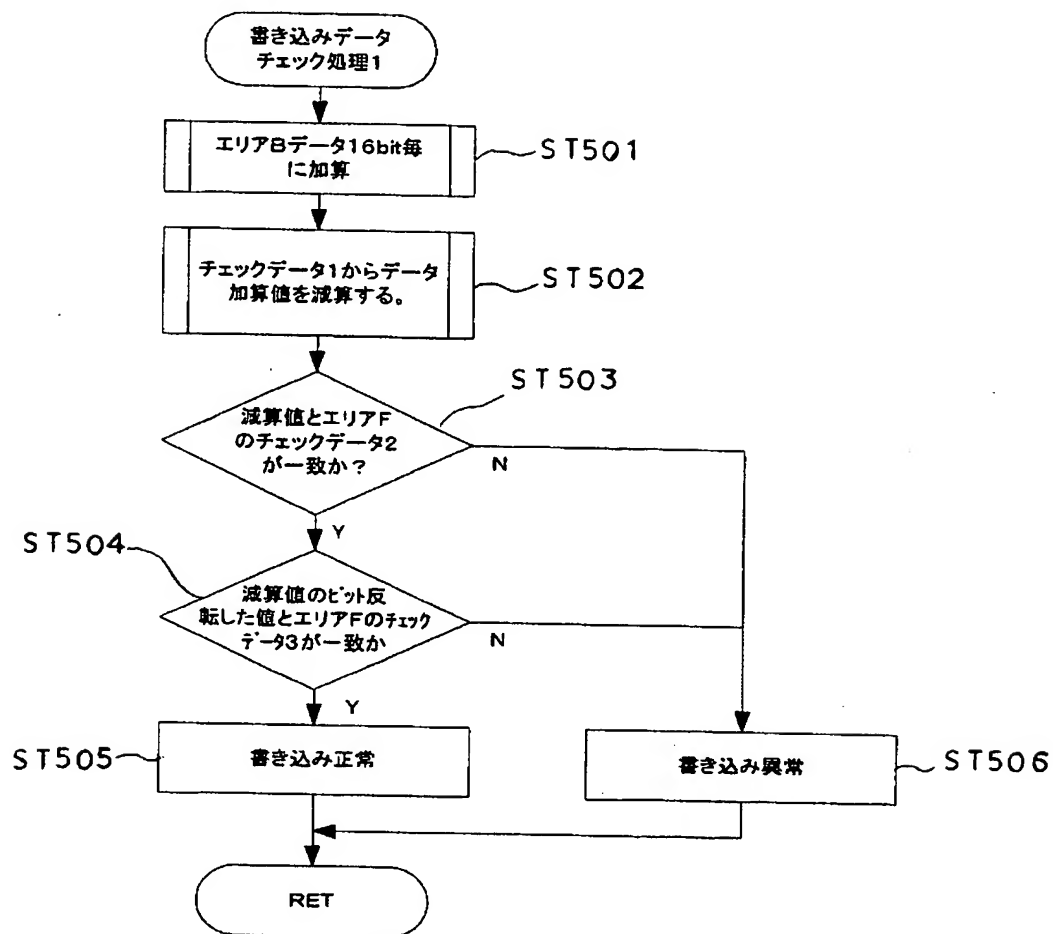 書き込みデータ
チェック処理1
エリアBデータ16bit毎
に加算
ST501
チェックデータ1からデータ
加算値を減算する。
ST502
ST503
減算値とエリアF
のチェックデータ2
が一致か?
N
Y
ST504
減算値のビット反
転した値とエリアFのチェック
データ3が一致か
N
Y
ST505
書き込み正常
書き込み異常
ST506
RET